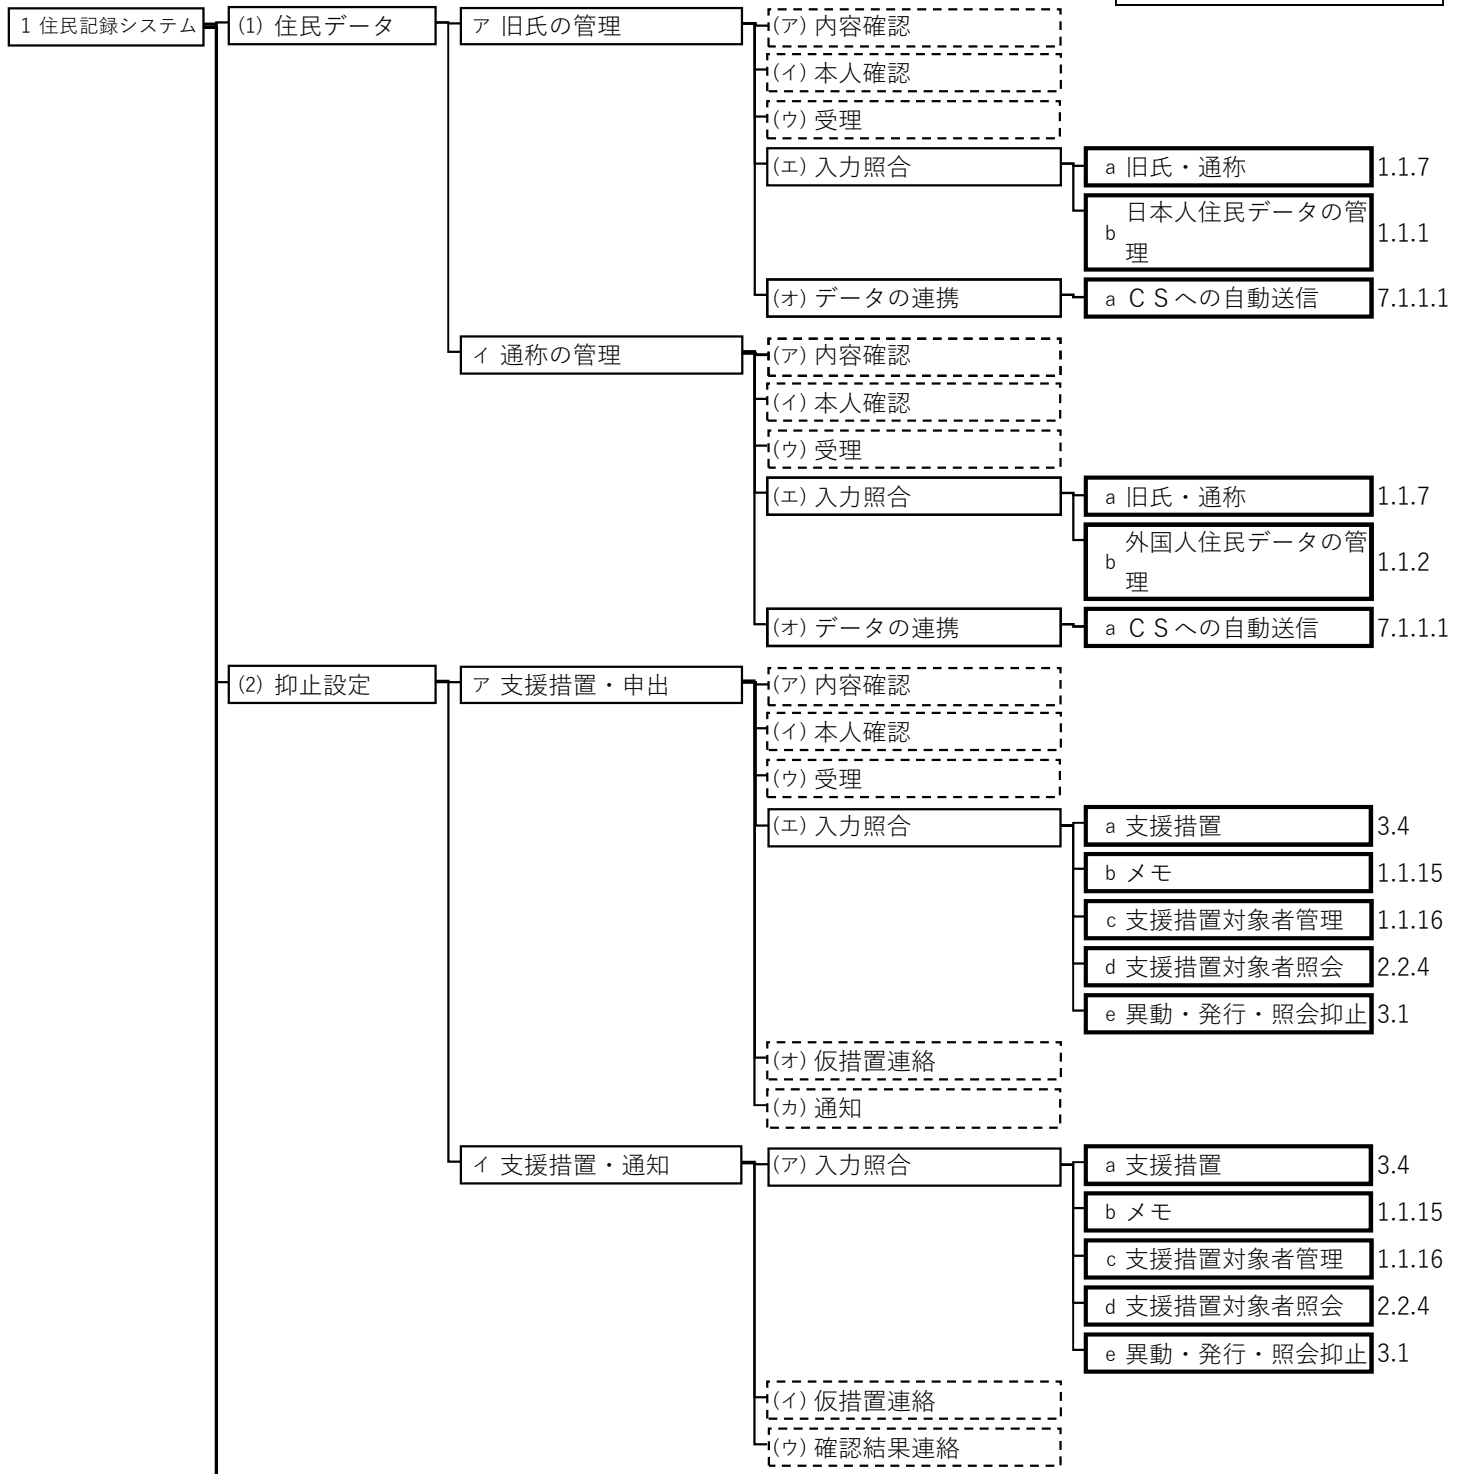 1 住民記録システム
(1) 住民データ
ア 旧氏の管理
(ア) 内容確認
(イ) 本人確認
(ウ) 受理
(エ) 入力照合
a 旧氏・通称 1.1.7
b 日本人住民データの管
理 1.1.1
(オ) データの連携
a ＣＳへの自動送信 7.1.1.1
イ 通称の管理
(ア) 内容確認
(イ) 本人確認
(ウ) 受理
(エ) 入力照合
a 旧氏・通称 1.1.7
b 外国人住民データの管
理 1.1.2
(オ) データの連携
a ＣＳへの自動送信 7.1.1.1
(2) 抑止設定
ア 支援措置・申出
(ア) 内容確認
(イ) 本人確認
(ウ) 受理
(エ) 入力照合
a 支援措置 3.4
b メモ 1.1.15
c 支援措置対象者管理 1.1.16
d 支援措置対象者照会 2.2.4
e 異動・発行・照会抑止 3.1
(オ) 仮措置連絡
(カ) 通知
イ 支援措置・通知
(ア) 入力照合
a 支援措置 3.4
b メモ 1.1.15
c 支援措置対象者管理 1.1.16
d 支援措置対象者照会 2.2.4
e 異動・発行・照会抑止 3.1
(イ) 仮措置連絡
(ウ) 確認結果連絡